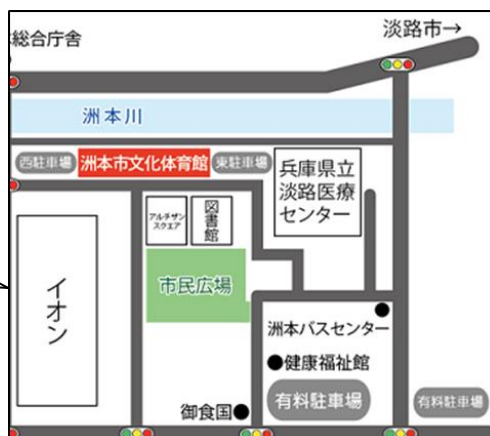 総合庁舎
淡路市→
洲本川
西駐車場
洲本市文化体育館
東駐車場
兵庫県立
淡路医療
センター
アルチザン
スクエア
図書館
市民広場
イオン
洲本バスセンター
●健康福祉館
御食国●
有料駐車場
有料駐車場